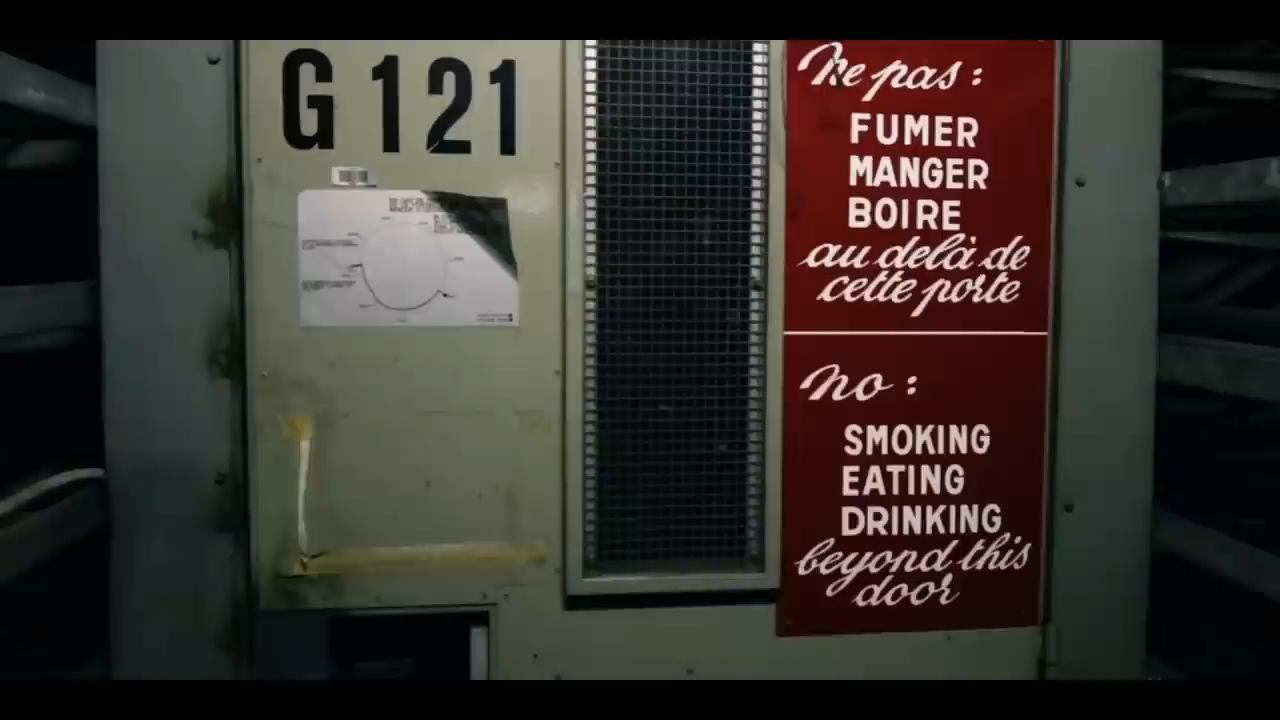 G 121
Ne pas :
FUMER
MANGER
BOIRE
au delà de
cette porte
No :
SMOKING
EATING
DRINKING
beyond this
door